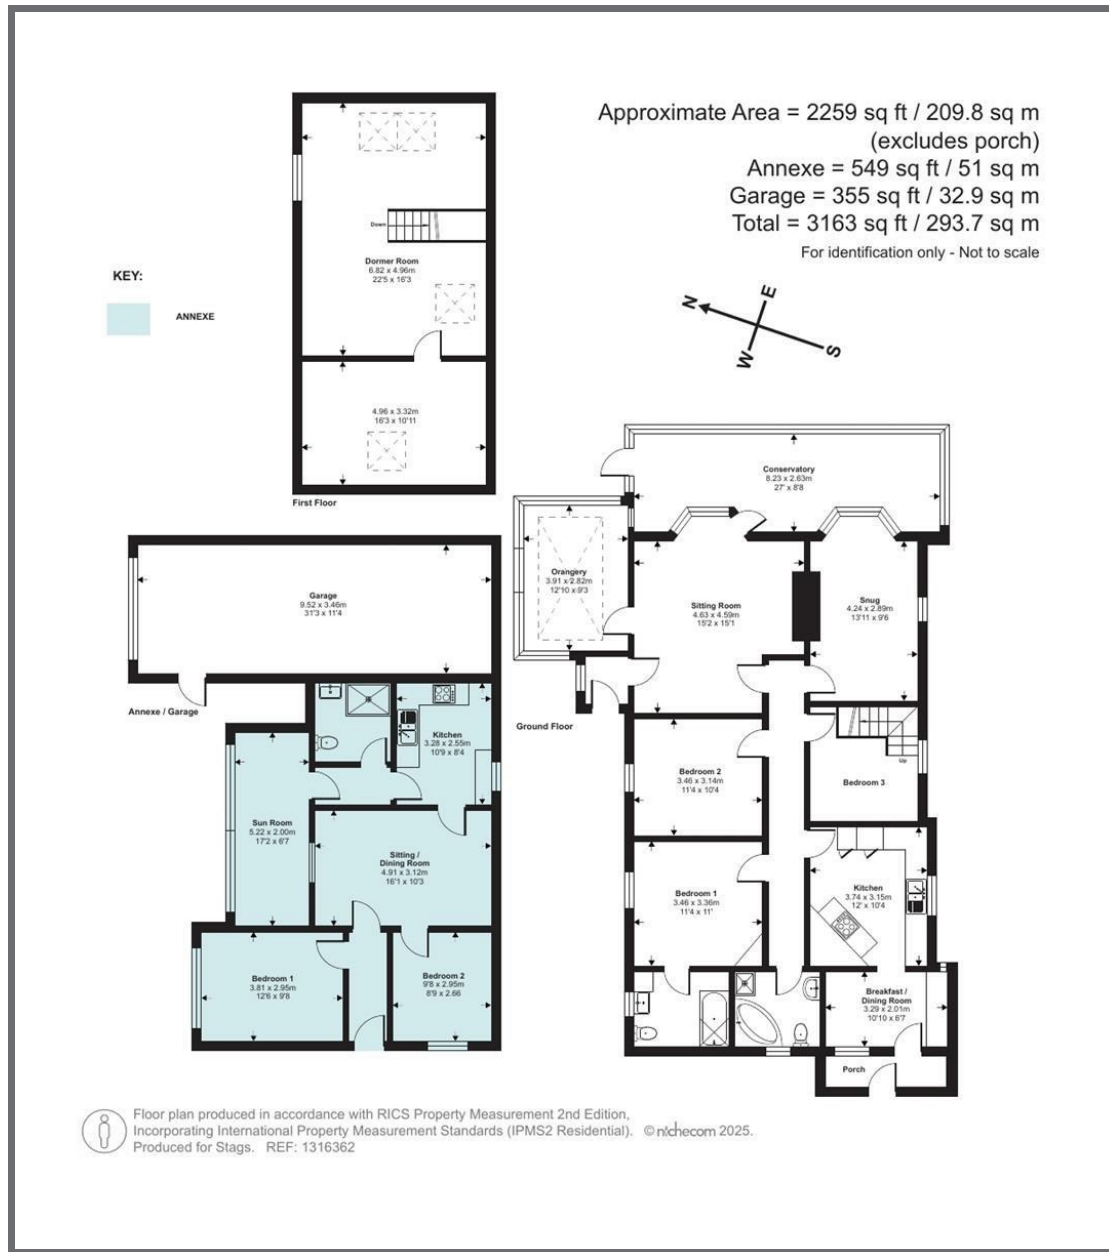 Approximate Area = 2259 sq ft / 209.8 sq m
(excludes porch)
Annexe = 549 sq ft / 51 sq m
Garage = 355 sq ft / 32.9 sq m
Total = 3163 sq ft / 293.7 sq m
For identification only - Not to scale
KEY:
ANNEXE
N
E
S
W
Down
Dormer Room
6.82 x 4.96m
22'5 x 16'3
4.96 x 3.32m
16'3 x 10'11
First Floor
Garage
9.52 x 3.46m
31'3 x 11'4
Annexe / Garage
Kitchen
3.28 x 2.55m
10'9 x 8'4
Sun Room
5.22 x 2.00m
17'2 x 6'7
Sitting /
Dining Room
4.91 x 3.12m
16'1 x 10'3
Bedroom 1
3.81 x 2.95m
12'6 x 9'8
Bedroom 2
9'8 x 2.95m
8'9 x 2.66
Conservatory
8.23 x 2.63m
27' x 8'8
Orangery
3.91 x 2.82m
12'10 x 9'3
Sitting Room
4.63 x 4.59m
15'2 x 15'1
Snug
4.24 x 2.89m
13'11 x 9'6
Ground Floor
Bedroom 2
3.46 x 3.14m
11'4 x 10'4
Up
Bedroom 3
Bedroom 1
3.46 x 3.36m
11'4 x 11'
Kitchen
3.74 x 3.15m
12' x 10'4
Breakfast /
Dining Room
3.29 x 2.01m
10'10 x 6'7
Porch
Floor plan produced in accordance with RICS Property Measurement 2nd Edition,
Incorporating International Property Measurement Standards (IPMS2 Residential). © nichecom 2025.
Produced for Stags. REF: 1316362